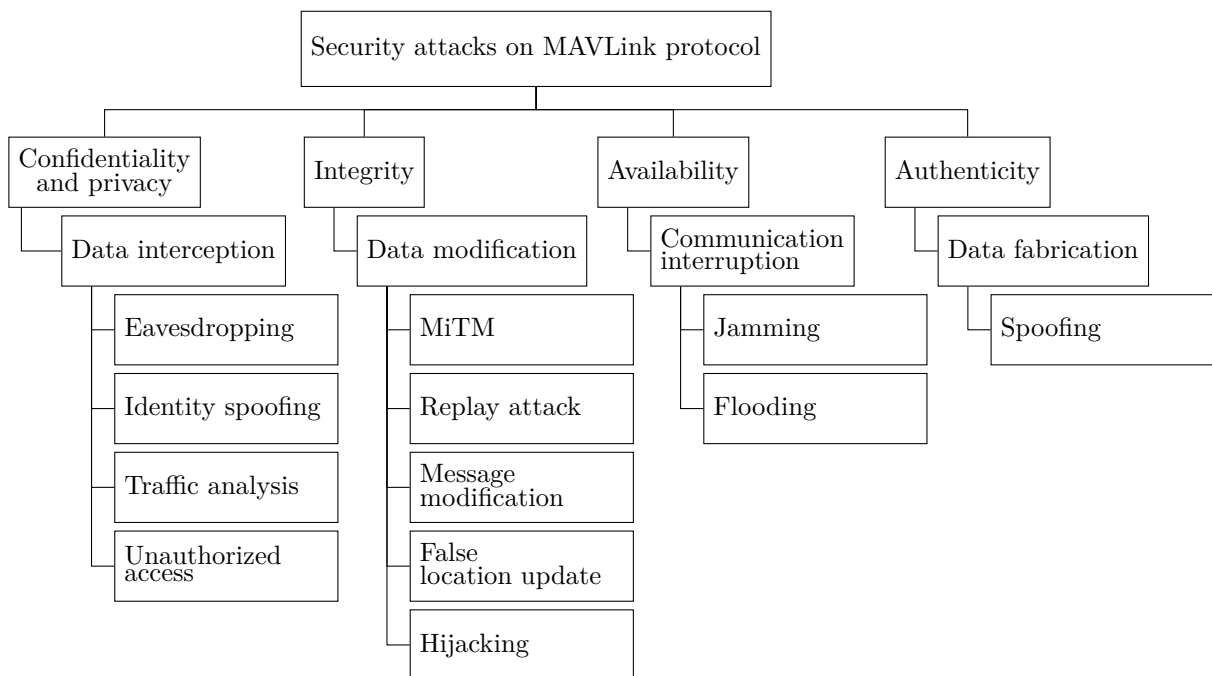 Security attacks on MAVLink protocol
Confidentiality
and privacy
Integrity
Availability
Authenticity
Data interception
Data modification
Communication
interruption
Data fabrication
Eavesdropping
MiTM
Jamming
Spoofing
Identity spoofing
Replay attack
Flooding
Traffic analysis
Message
modification
Unauthorized
access
False
location update
Hijacking